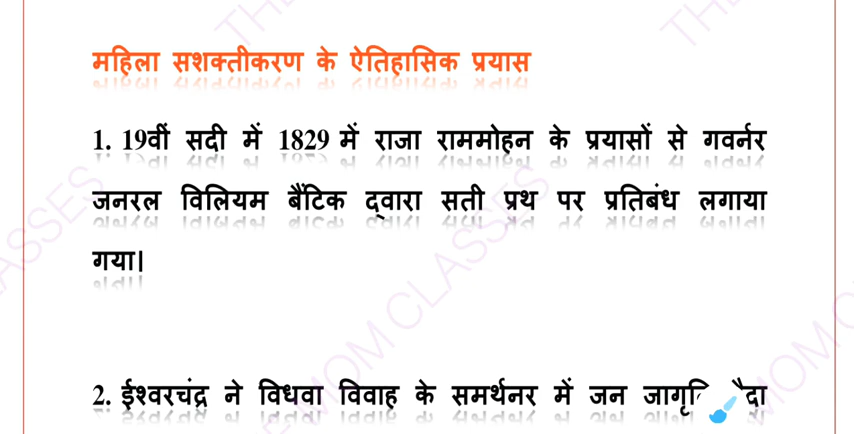 महिला सशक्तीकरण के ऐतिहासिक प्रयास
1. 19वीं सदी में 1829 में राजा राममोहन के प्रयासों से गवर्नर
जनरल विलियम बैंटिक द्वारा सती प्रथ पर प्रतिबंध लगाया
गया।
2. ईश्वरचंद्र ने विधवा विवाह के समर्थनर में जन